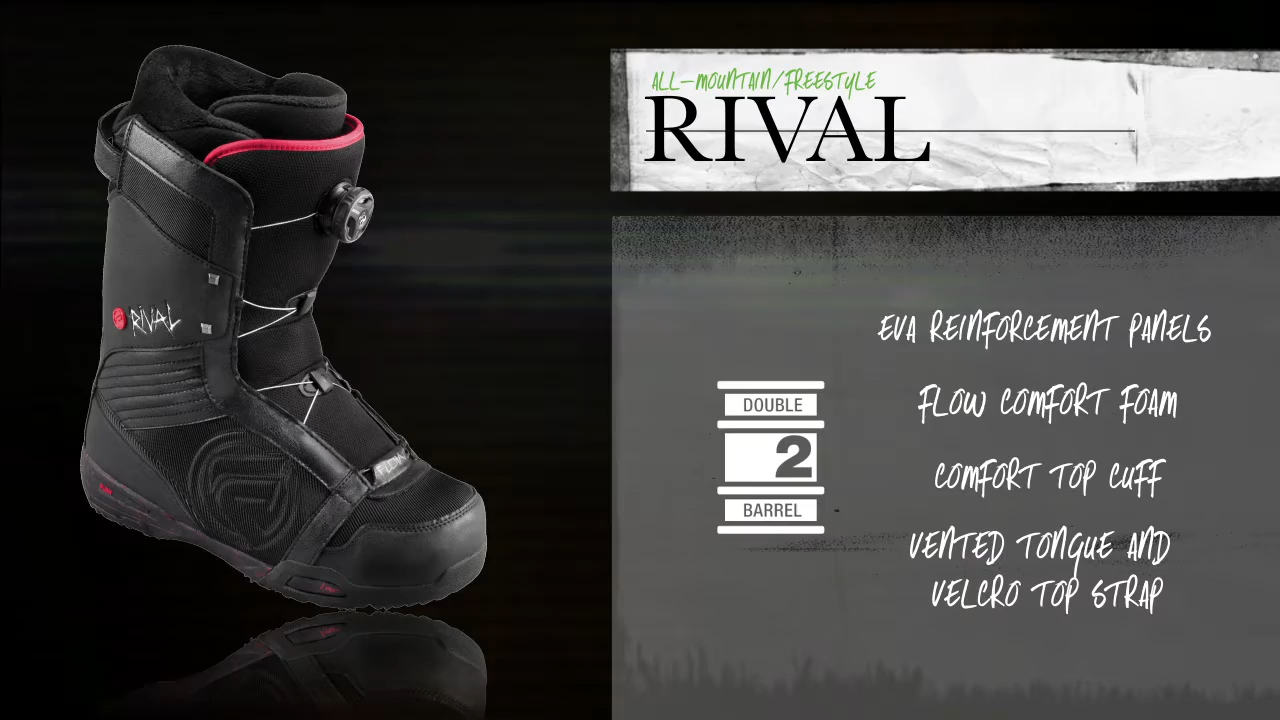 ALL-MOUNTAIN/FREESTYLE
RIVAL
RIVAL
FLOW
EVA REINFORCEMENT PANELS
FLOW COMFORT FOAM
DOUBLE
2
BARREL
COMFORT TOP CUFF
VENTED TONGUE AND
VELCRO TOP STRAP